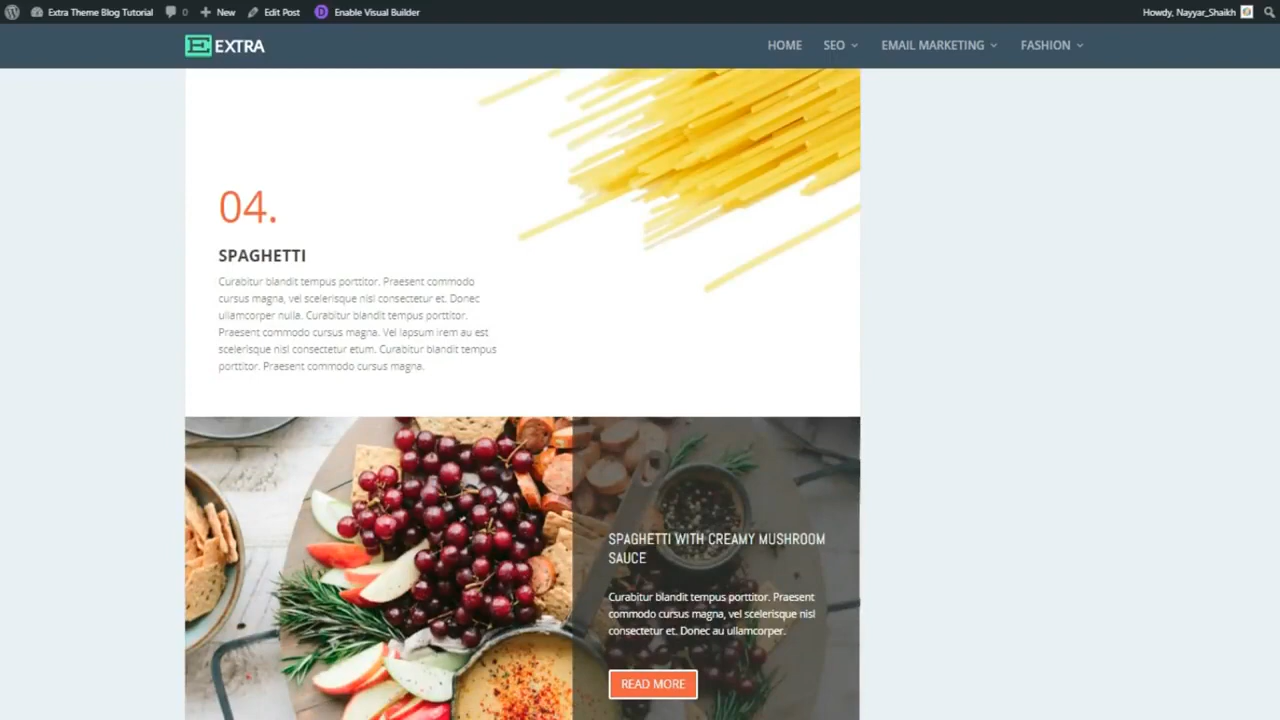 Extra Theme Blog Tutorial 0 New Edit Post D Enable Visual Builder Howdy, Nayyar_Shaikh
E EXTRA HOME SEO EMAIL MARKETING FASHION
04.
SPAGHETTI
Curabitur blandit tempus porttitor. Praesent commodo
cursus magna, vel scelerisque nisl consectetur et. Donec
ullamcorper nulla. Curabitur blandit tempus porttitor.
Praesent commodo cursus magna. Vel lapsum irem au est
scelerisque nisl consectetur etum. Curabitur blandit tempus
porttitor. Praesent commodo cursus magna.
SPAGHETTI WITH CREAMY MUSHROOM
SAUCE
Curabitur blandit tempus porttitor. Praesent
commodo cursus magna, vel scelerisque nisl
consectetur et. Donec au ullamcorper.
READ MORE